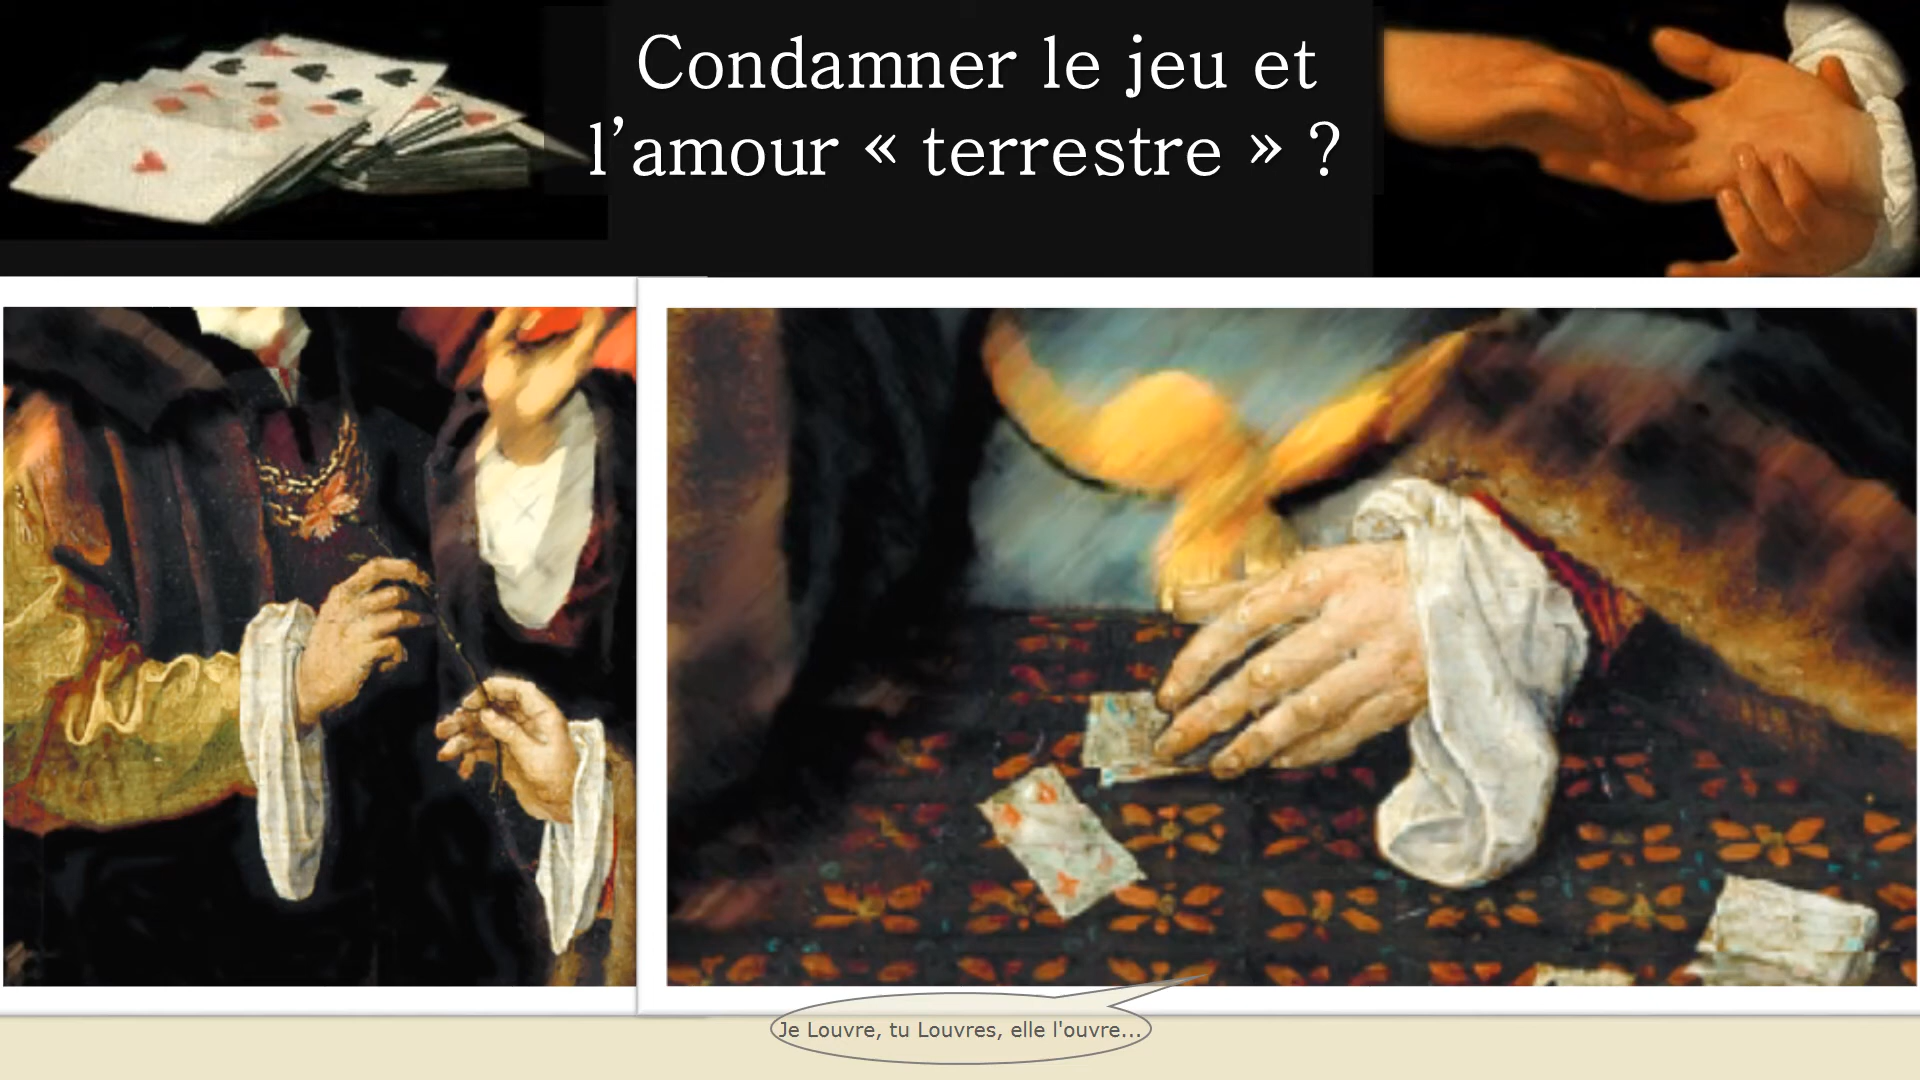 Condamner le jeu et
l’amour « terrestre » ?
Je Louvre, tu Louvres, elle l'ouvre...